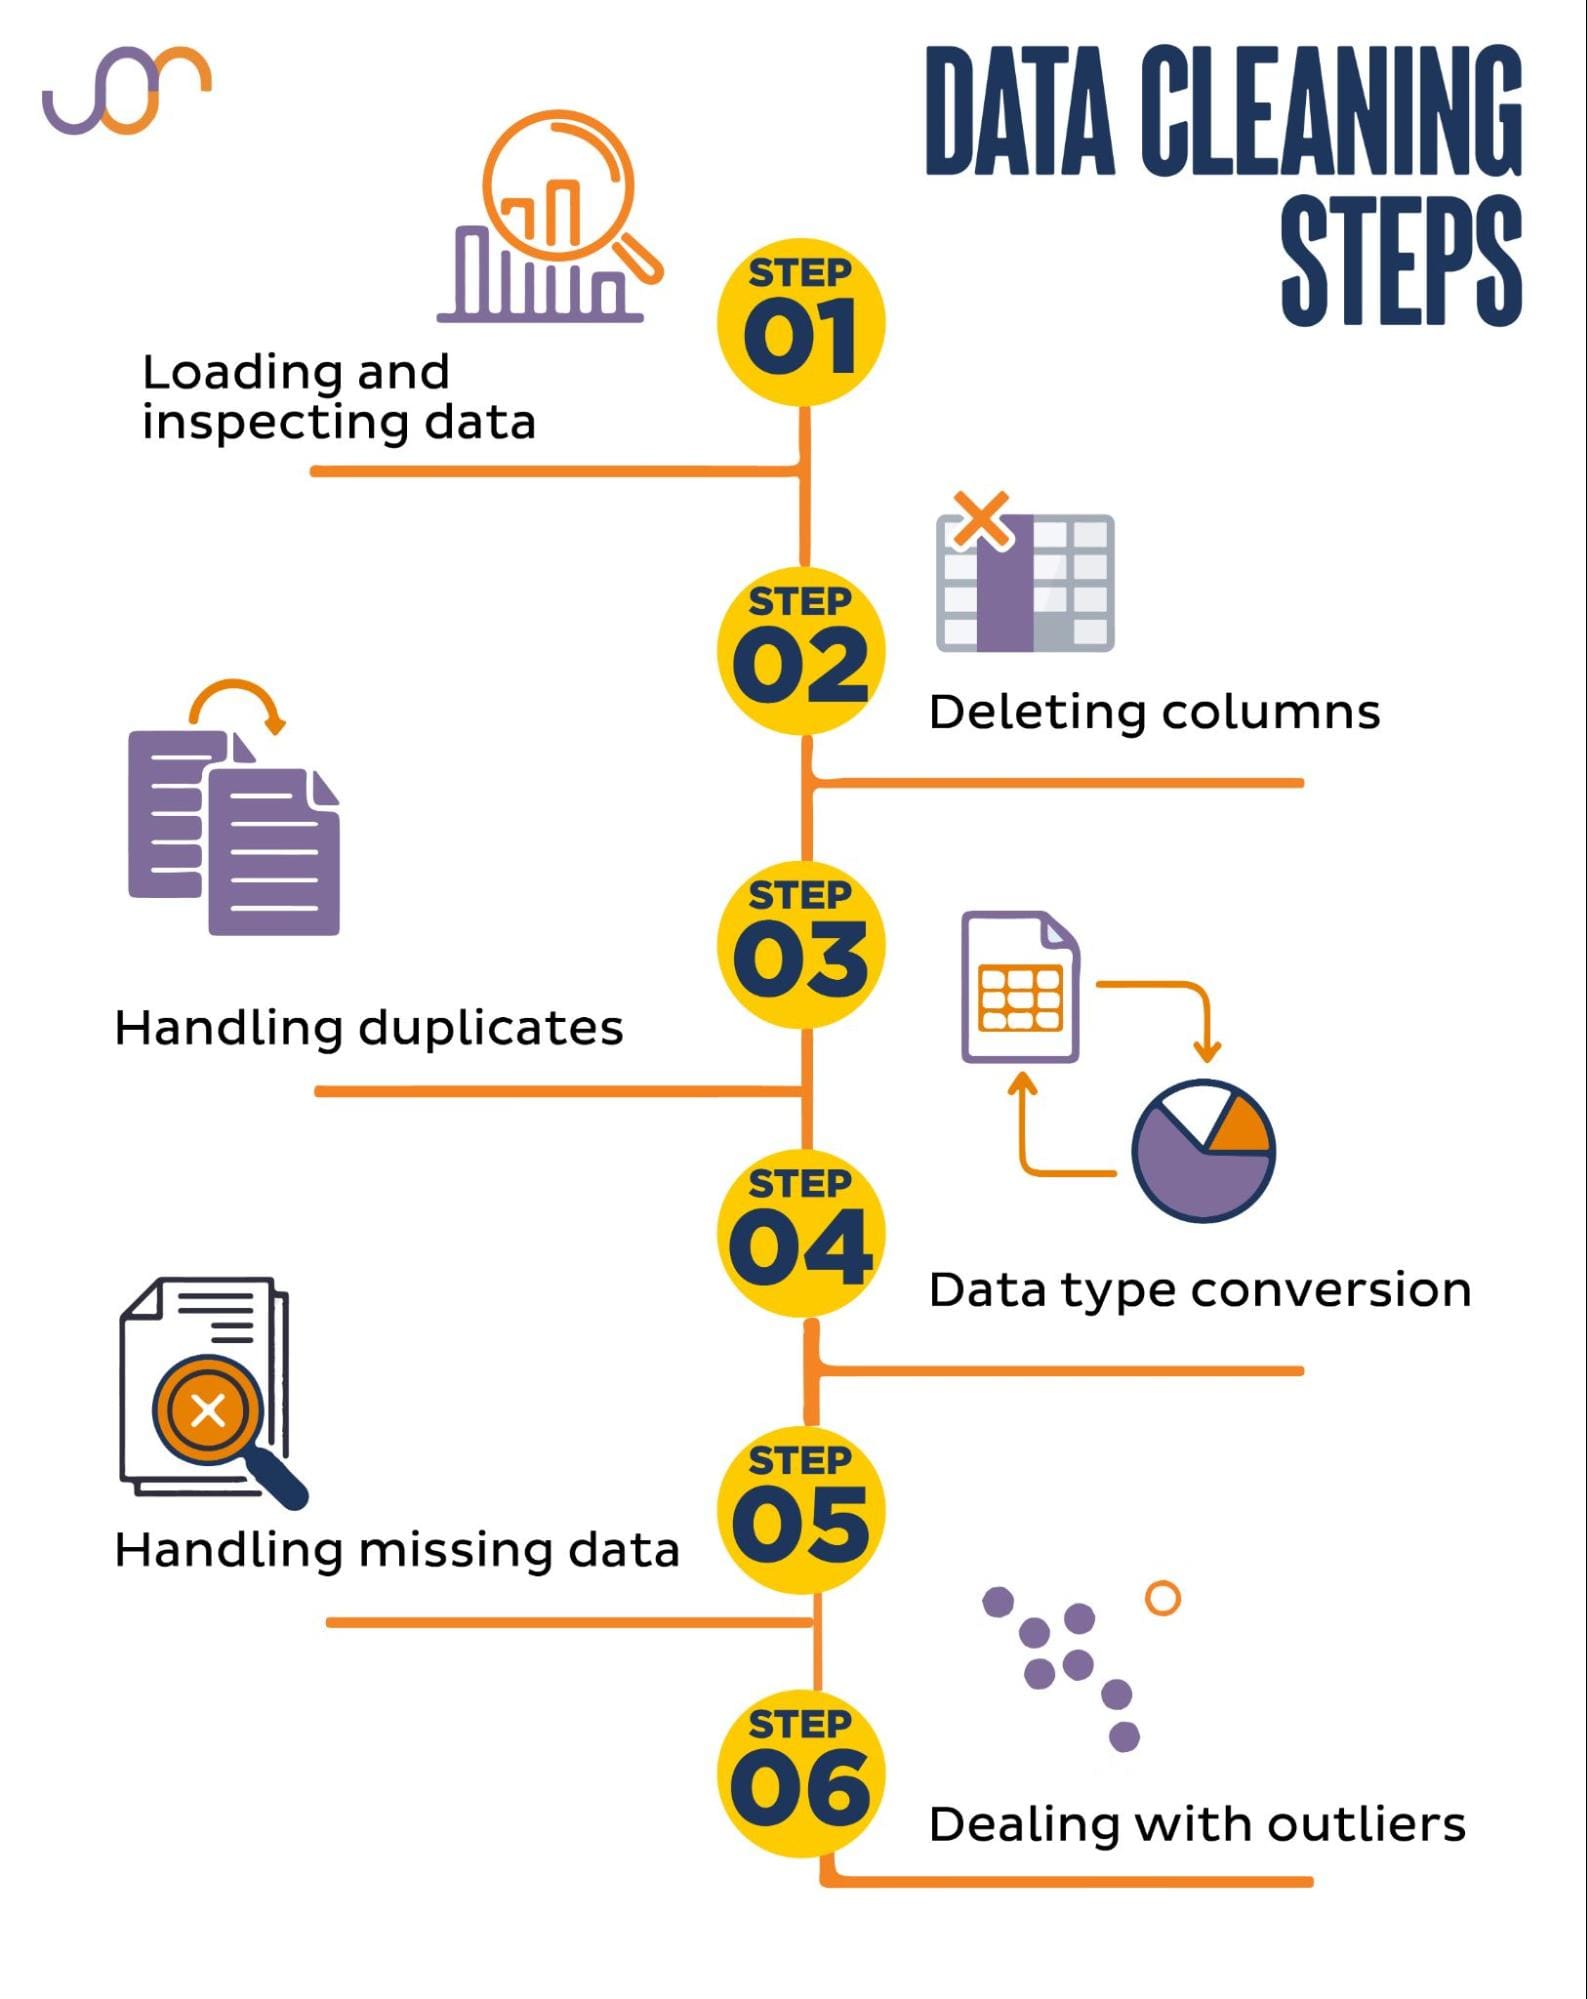 DATA CLEANING
STEPS
STEP
01
Loading and
inspecting data
STEP
02
Deleting columns
STEP
03
Handling duplicates
STEP
04
Data type conversion
STEP
05
Handling missing data
STEP
06
Dealing with outliers